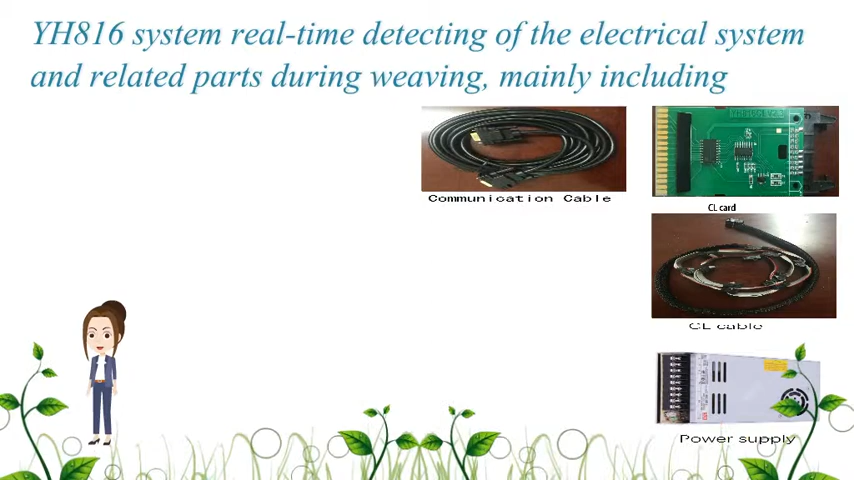 YH816 system real-time detecting of the electrical system
and related parts during weaving, mainly including
Communication Cable
CL card
CL cable
Power supply